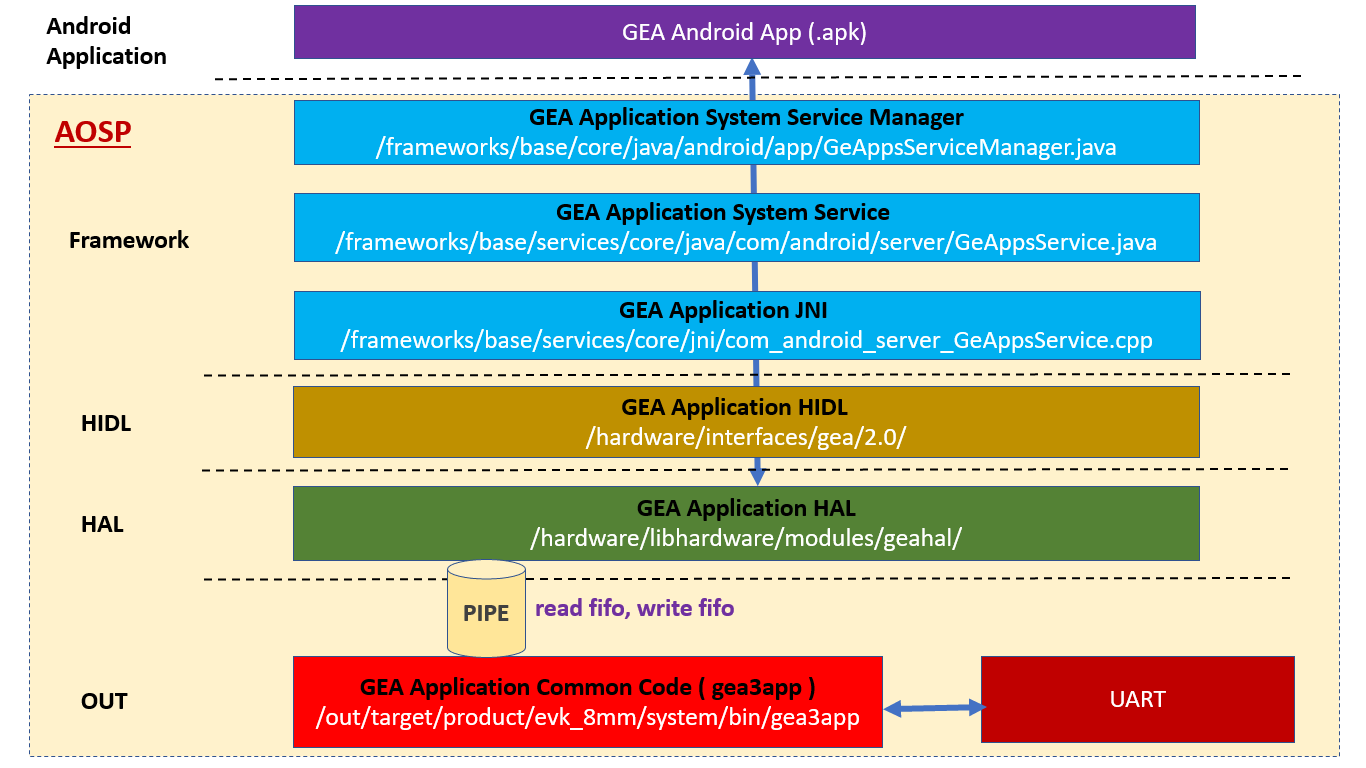 Android
Application
GEA Android App (.apk)
AOSP
GEA Application System Service Manager
/frameworks/base/core/java/android/app/GeAppsServiceManager.java
Framework
GEA Application System Service
/frameworks/base/services/core/java/com/android/server/GeAppsService.java
GEA Application JNI
/frameworks/base/services/core/jni/com_android_server_GeAppsService.cpp
HIDL
GEA Application HIDL
/hardware/interfaces/gea/2.0/
HAL
GEA Application HAL
/hardware/libhardware/modules/geahal/
PIPE
read fifo, write fifo
OUT
GEA Application Common Code ( gea3app )
/out/target/product/evk_8mm/system/bin/gea3app
UART